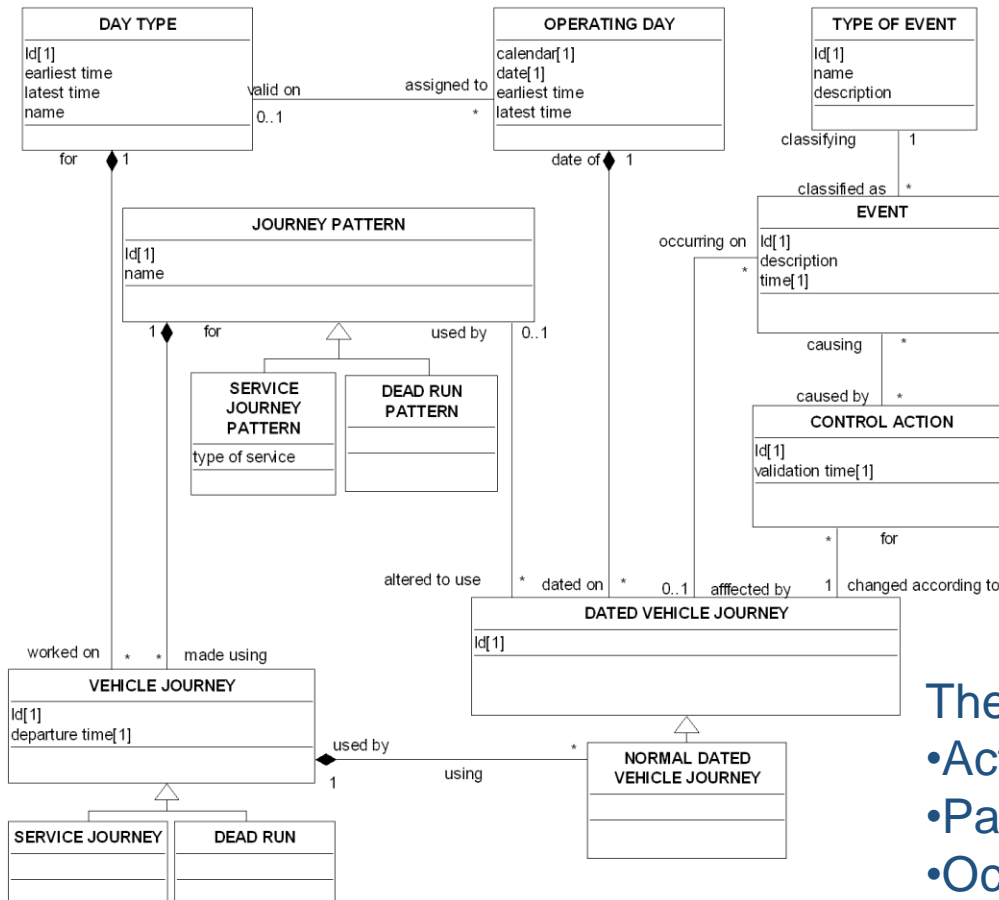 DAY TYPE
Id[1]
earliest time
latest time
name
valid on
0..1
assigned to
*
OPERATING DAY
calendar[1]
date[1]
earliest time
latest time
TYPE OF EVENT
Id[1]
name
description
classifying
1
classified as
*
for
1
date of
1
JOURNEY PATTERN
Id[1]
name
occurring on
*
EVENT
Id[1]
description
time[1]
1
for
used by
0..1
causing
*
SERVICE
JOURNEY
PATTERN
type of service
DEAD RUN
PATTERN
caused by
*
CONTROL ACTION
Id[1]
validation time[1]
*
for
altered to use
*
dated on
*
0..1
afffected by
1
changed according to
DATED VEHICLE JOURNEY
Id[1]
worked on
*
*
made using
VEHICLE JOURNEY
Id[1]
departure time[1]
used by
1
using
*
NORMAL DATED
VEHICLE JOURNEY
SERVICE JOURNEY
DEAD RUN
The
•Ac
•Pa
•Oc